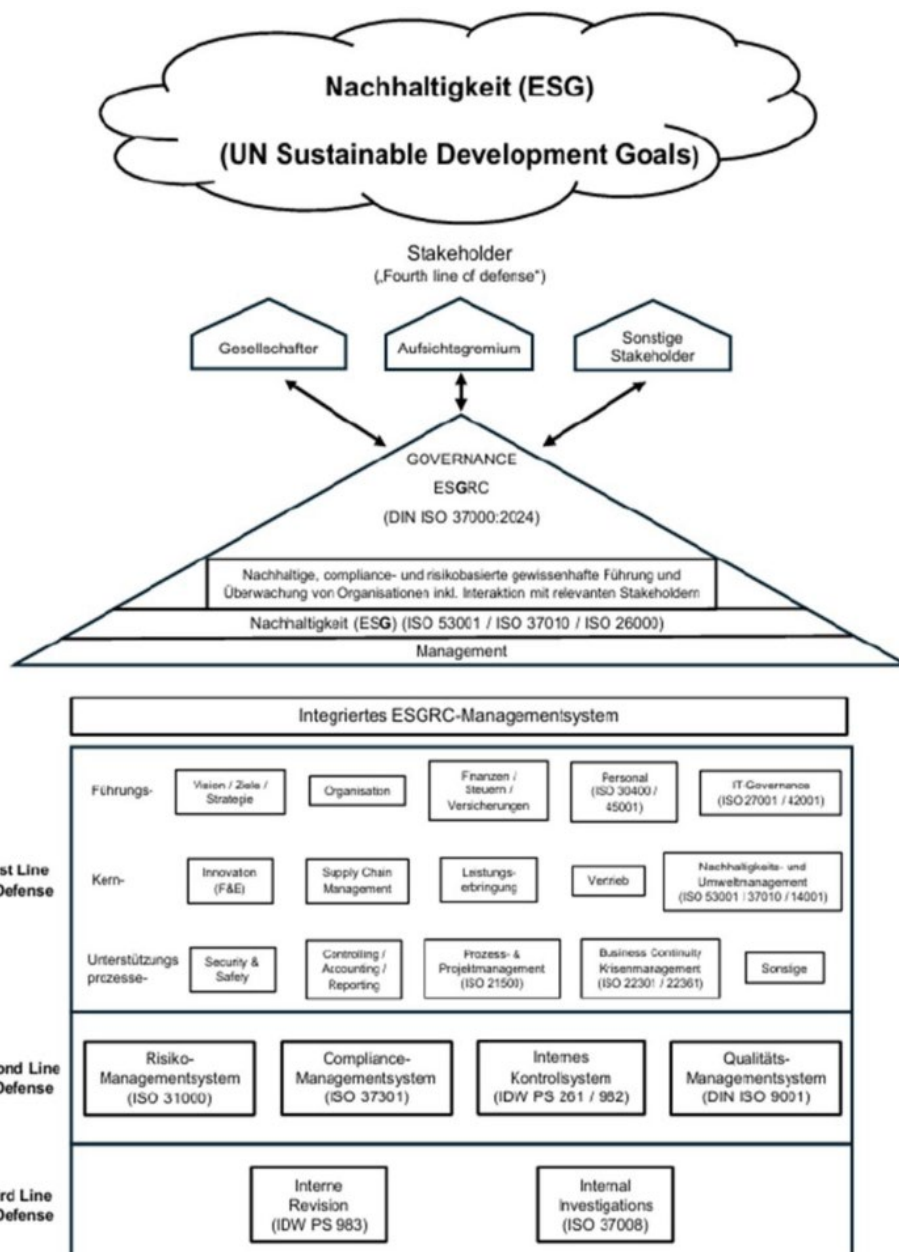 Nachhaltigkeit (ESG)
(UN Sustainable Development Goals)
Stakeholder
(„Fourth line of defense“)
Gesellschafter
Aufsichtsgremium
Sonstige
Stakeholder
GOVERNANCE
ESGRC
(DIN ISO 37000:2024)
Nachhaltige, compliance- und risikobasierte gewissenhafte Führung und
Überwachung von Organisationen inkl. Interaktion mit relevanten Stakeholdern
Nachhaltigkeit (ESG) (ISO 53001 / ISO 37010 / ISO 26000)
Management
Integriertes ESGRC-Managementsystem
Führungs-
Vision / Ziele /
Strategie
Organisation
Finanzen /
Steuern /
Versicherungen
Personal
(ISO 30400 /
45001)
IT-Governance
(ISO 27001 / 42001)
st Line
Defense
Kern-
Innovation
(F&E)
Supply Chain
Management
Leistungs-
erbringung
Vertrieb
Nachhaltigkeits- und
Umweltmanagement
(ISO 53001 / 37010 / 14001)
Unterstützungs
prozesse-
Security &
Safety
Controlling /
Accounting /
Reporting
Prozess- &
Projektmanagement
(ISO 21500)
Business Continuity
Krisenmanagement
(ISO 22301 / 22361)
Sonstige
ond Line
Defense
Risiko-
Managementsystem
(ISO 31000)
Compliance-
Managementsystem
(ISO 37301)
Internes
Kontrollsystem
(IDW PS 261 / 982)
Qualitäts-
Managementsystem
(DIN ISO 9001)
rd Line
Defense
Interne
Revision
(IDW PS 983)
Internal
Investigations
(ISO 37008)